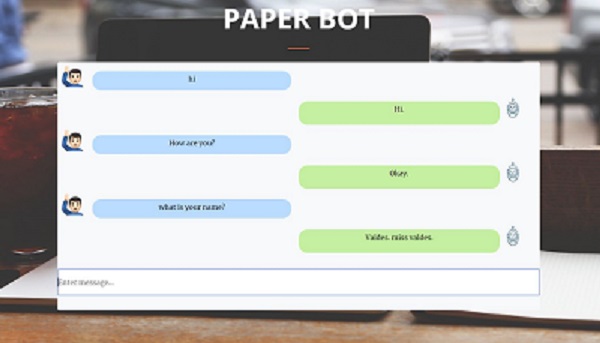 PAPER BOT
hi
Hi.
How are you?
Okay.
what is your name?
Valdes. miss valdes.
Enter message...